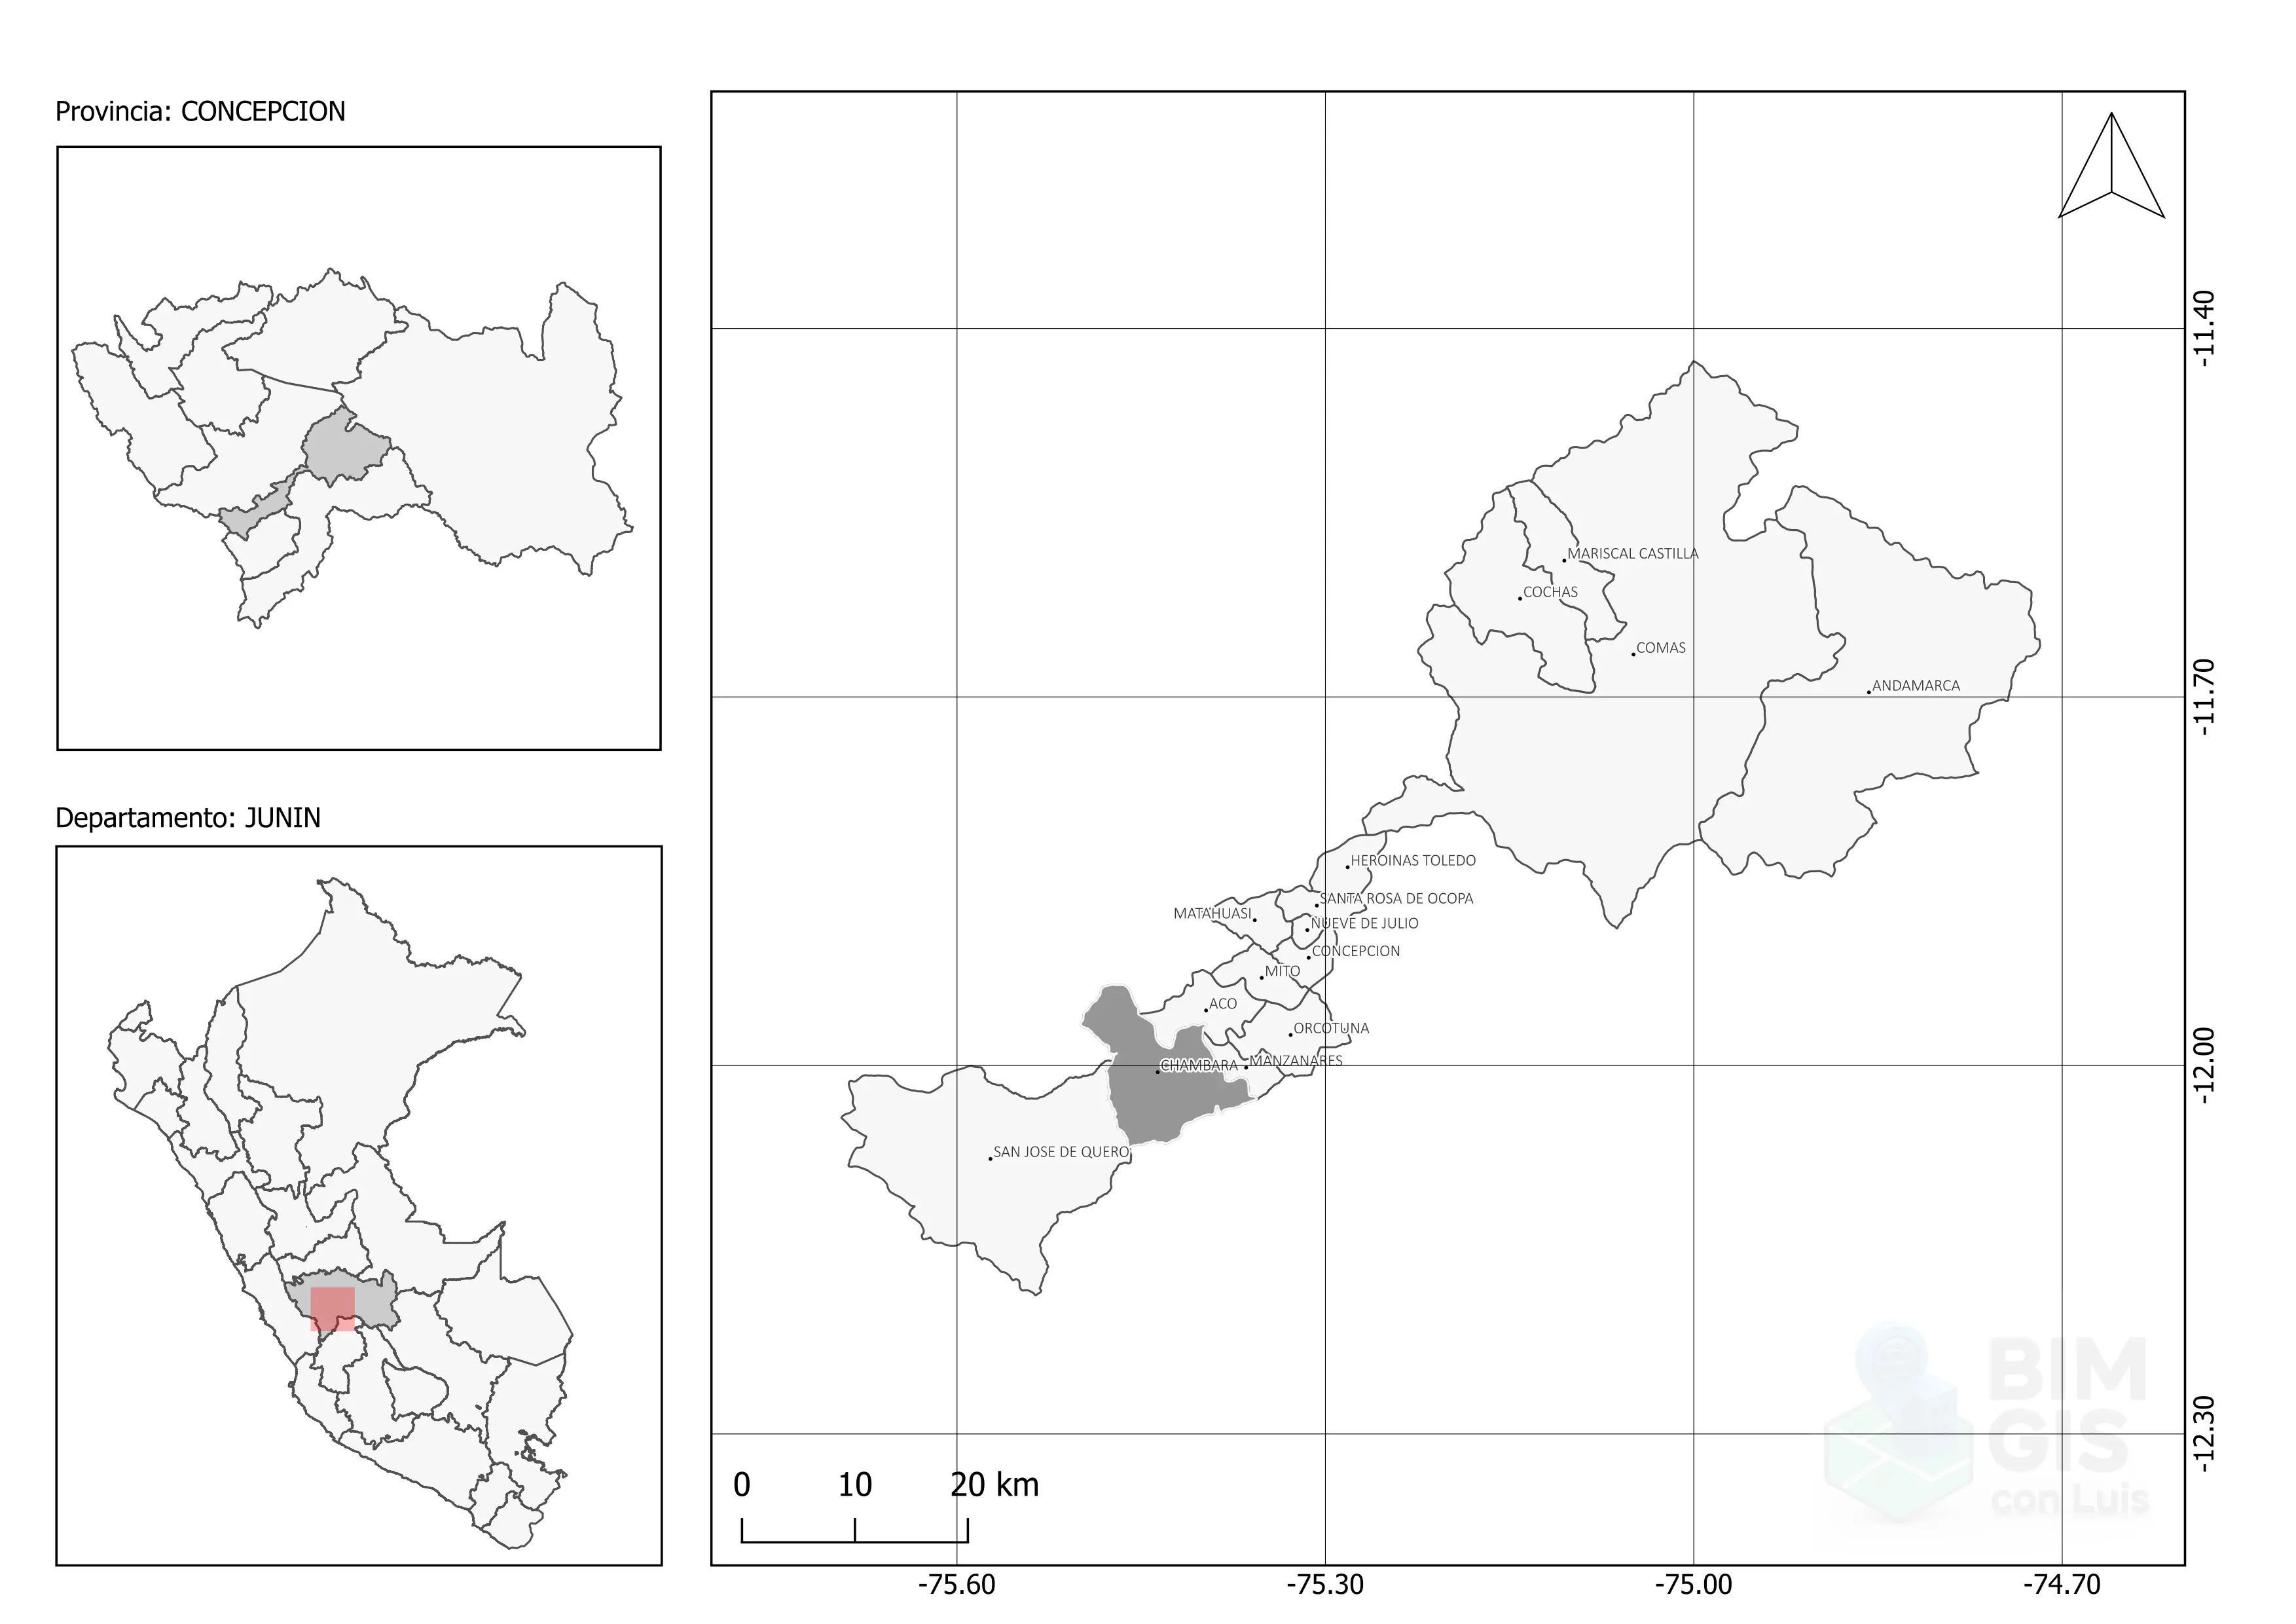 Provincia: CONCEPCION
Departamento: JUNIN
MARISCAL CASTILLA
COCHAS
COMAS
ANDAMARCA
HEROINAS TOLEDO
SANTA ROSA DE OCOPA
MATAHUASI
NUEVE DE JULIO
CONCEPCION
MITO
ACO
ORCOTUNA
MANZANARES
CHAMBARA
SAN JOSE DE QUERO
-11.40
-11.70
-12.00
-12.30
0 10 20 km
-75.60 -75.30 -75.00 -74.70
BIM
GIS
con Luis